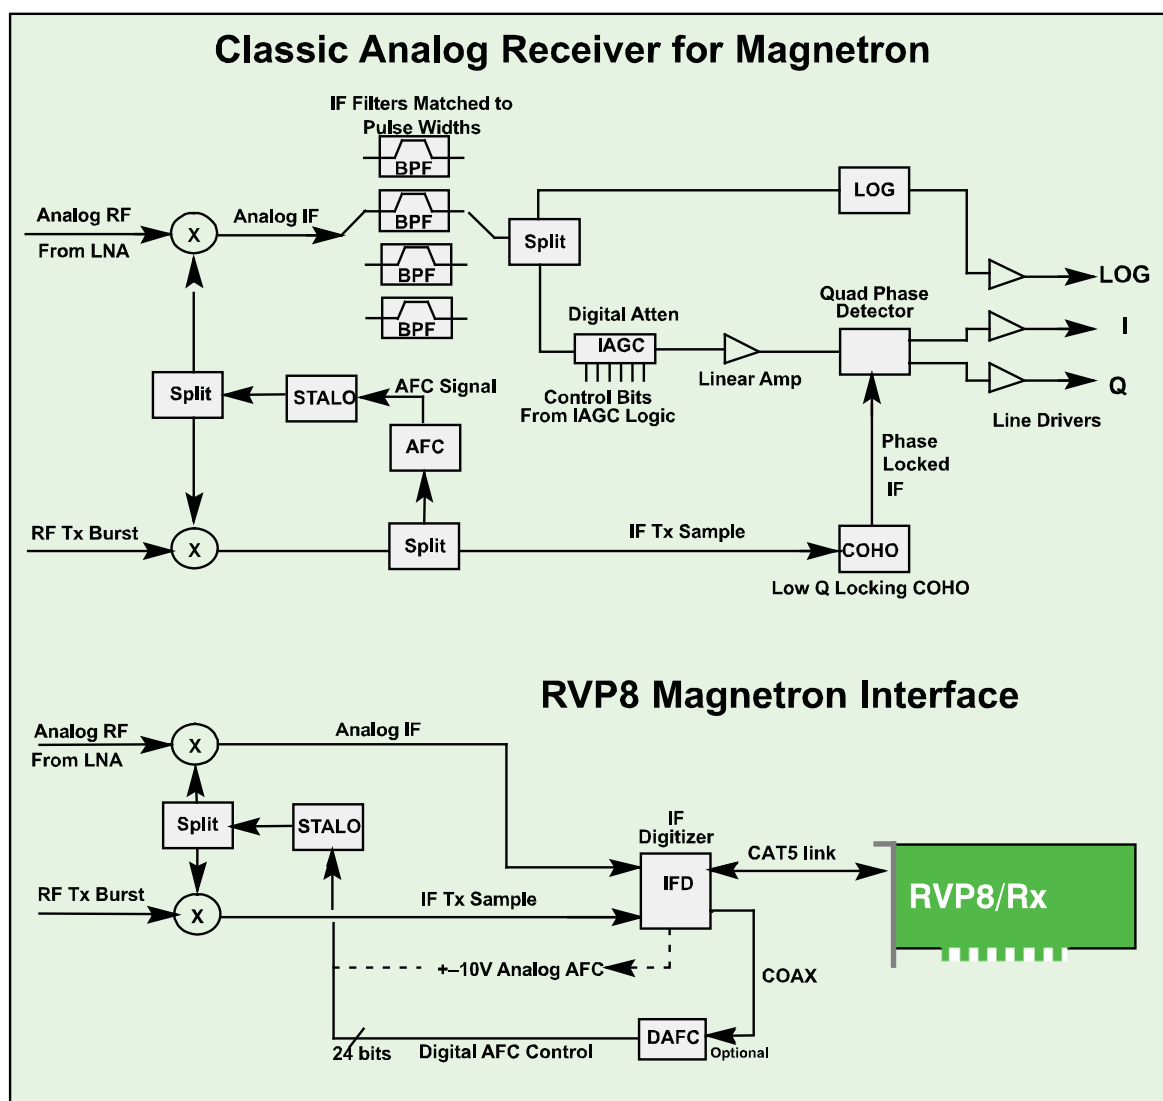 Classic Analog Receiver for Magnetron
IF Filters Matched to
Pulse Widths
BPF
BPF
BPF
BPF
Analog RF
From LNA
X
Analog IF
Split
LOG
LOG
Quad Phase
Detector
I
Q
Line Drivers
Digital Atten
IAGC
Control Bits
From IAGC Logic
Linear Amp
Split
STALO
AFC Signal
AFC
Phase
Locked
IF
RF Tx Burst
X
Split
IF Tx Sample
COHO
Low Q Locking COHO
RVP8 Magnetron Interface
Analog RF
From LNA
X
Analog IF
Split
STALO
IF
Digitizer
IFD
CAT5 link
RVP8/Rx
RF Tx Burst
X
IF Tx Sample
+–10V Analog AFC
COAX
24 bits
Digital AFC Control
DAFC
Optional